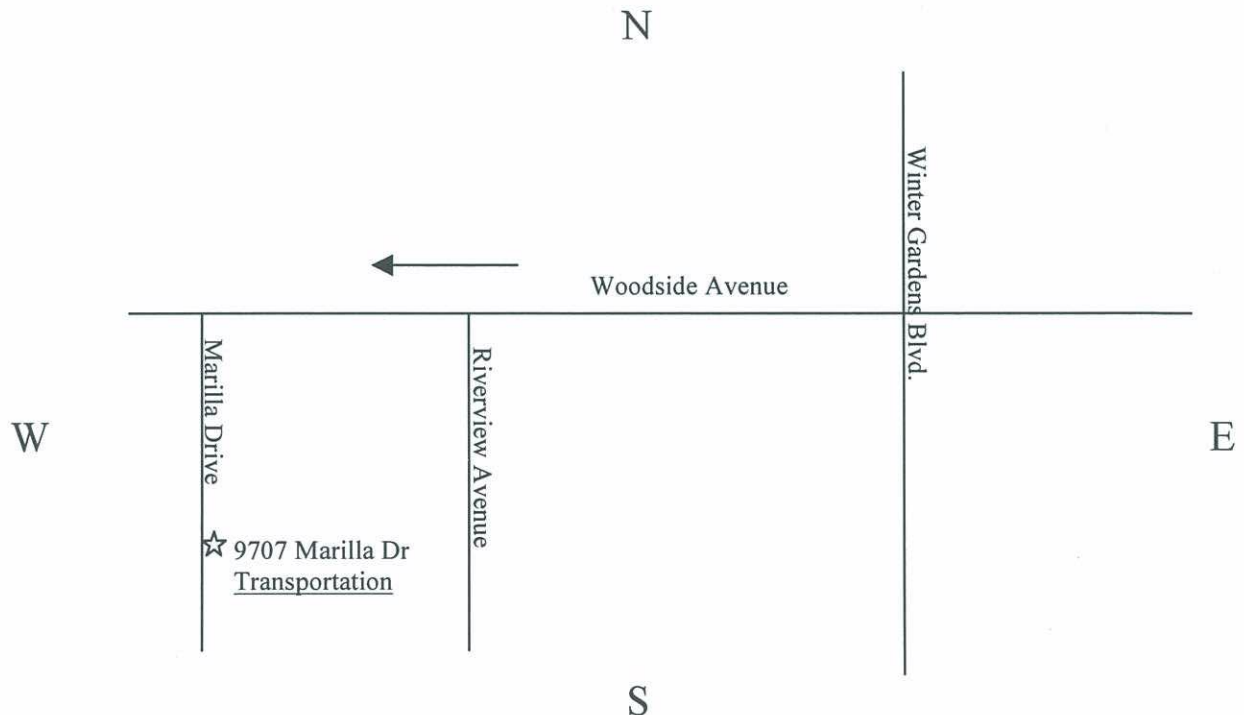 N
Winter Gardens Blvd.
Woodside Avenue
Marilla Drive
Riverview Avenue
W
E
9707 Marilla Dr
Transportation
S